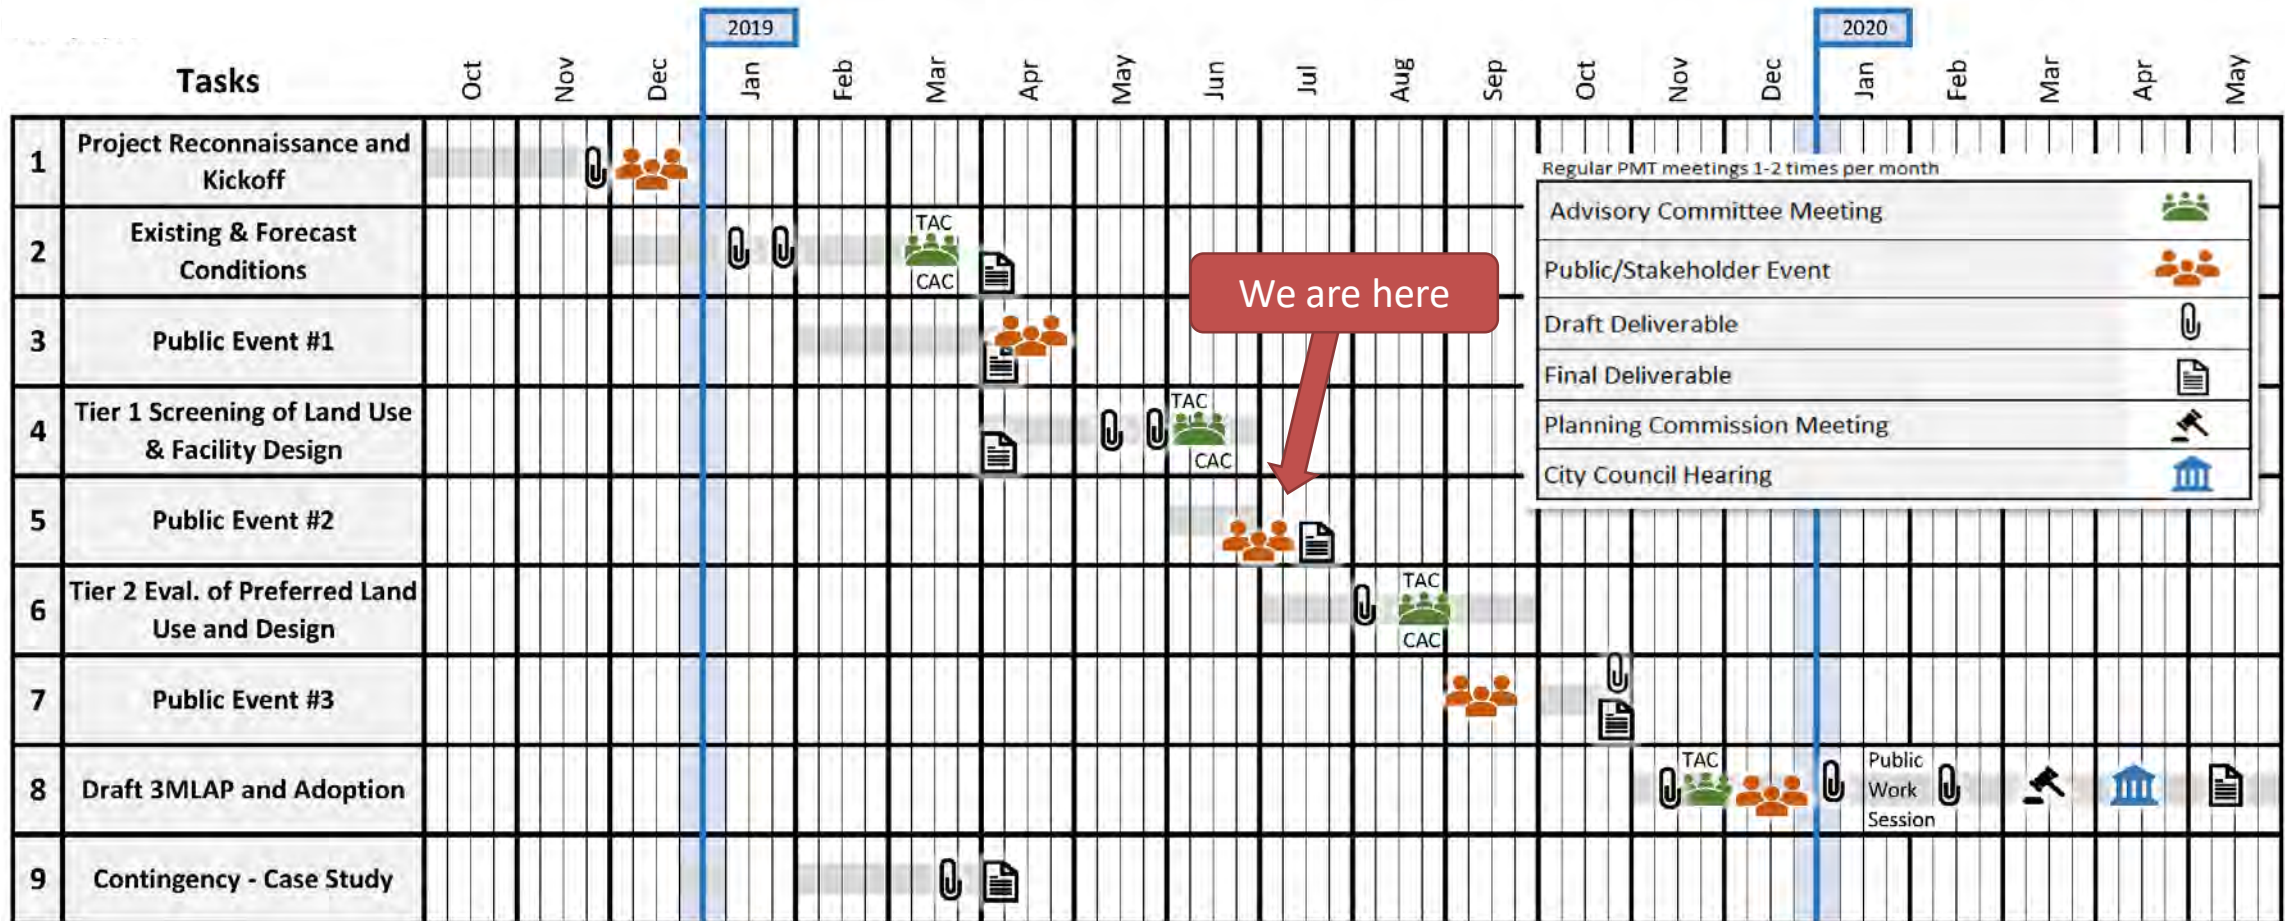 2019
2020
Tasks
Oct
Nov
Dec
Jan
Feb
Mar
Apr
May
Jun
Jul
Aug
Sep
Oct
Nov
Dec
Jan
Feb
Mar
Apr
May
1
Project Reconnaissance and
Kickoff
Regular PMT meetings 1-2 times per month
Advisory Committee Meeting
Public/Stakeholder Event
Draft Deliverable
Final Deliverable
Planning Commission Meeting
City Council Hearing
2
Existing & Forecast
Conditions
TAC
CAC
We are here
3
Public Event #1
4
Tier 1 Screening of Land Use
& Facility Design
TAC
CAC
5
Public Event #2
6
Tier 2 Eval. of Preferred Land
Use and Design
TAC
CAC
7
Public Event #3
8
Draft 3MLAP and Adoption
TAC
Public
Work
Session
9
Contingency - Case Study